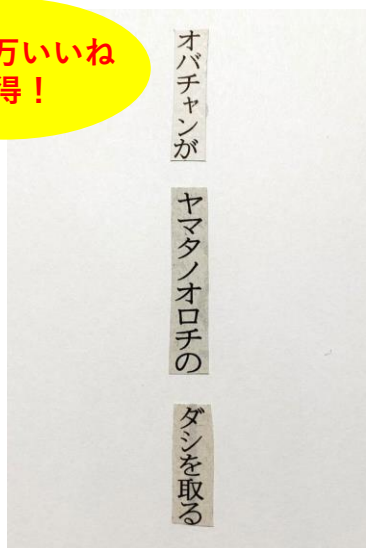 万いいね
得！
オバチャンが
ヤマタノオロチの
ダシを取る